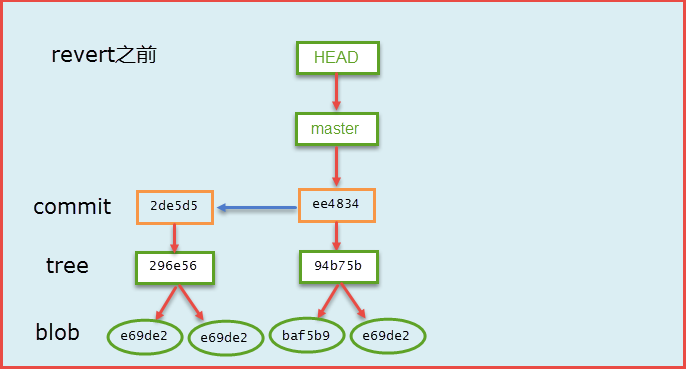 revert之前
HEAD
master
commit 2de5d5 ee4834
tree 296e56 94b75b
blob e69de2 e69de2 baf5b9 e69de2